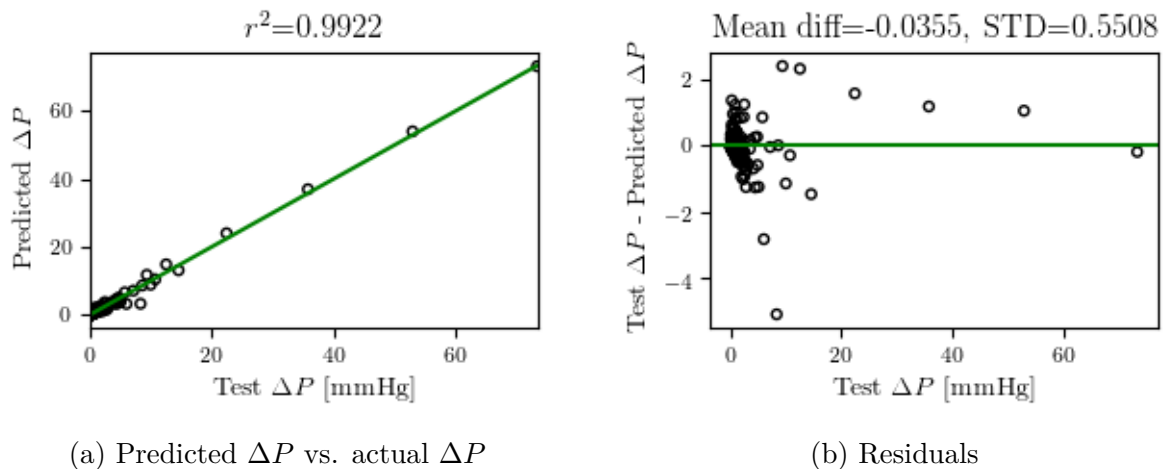 r²=0.9922
Predicted ΔP
60
40
20
0
0 20 40 60
Test ΔP [mmHg]
(a) Predicted ΔP vs. actual ΔP
Mean diff=-0.0355, STD=0.5508
Test ΔP - Predicted ΔP
2
0
−2
−4
0 20 40 60
Test ΔP [mmHg]
(b) Residuals